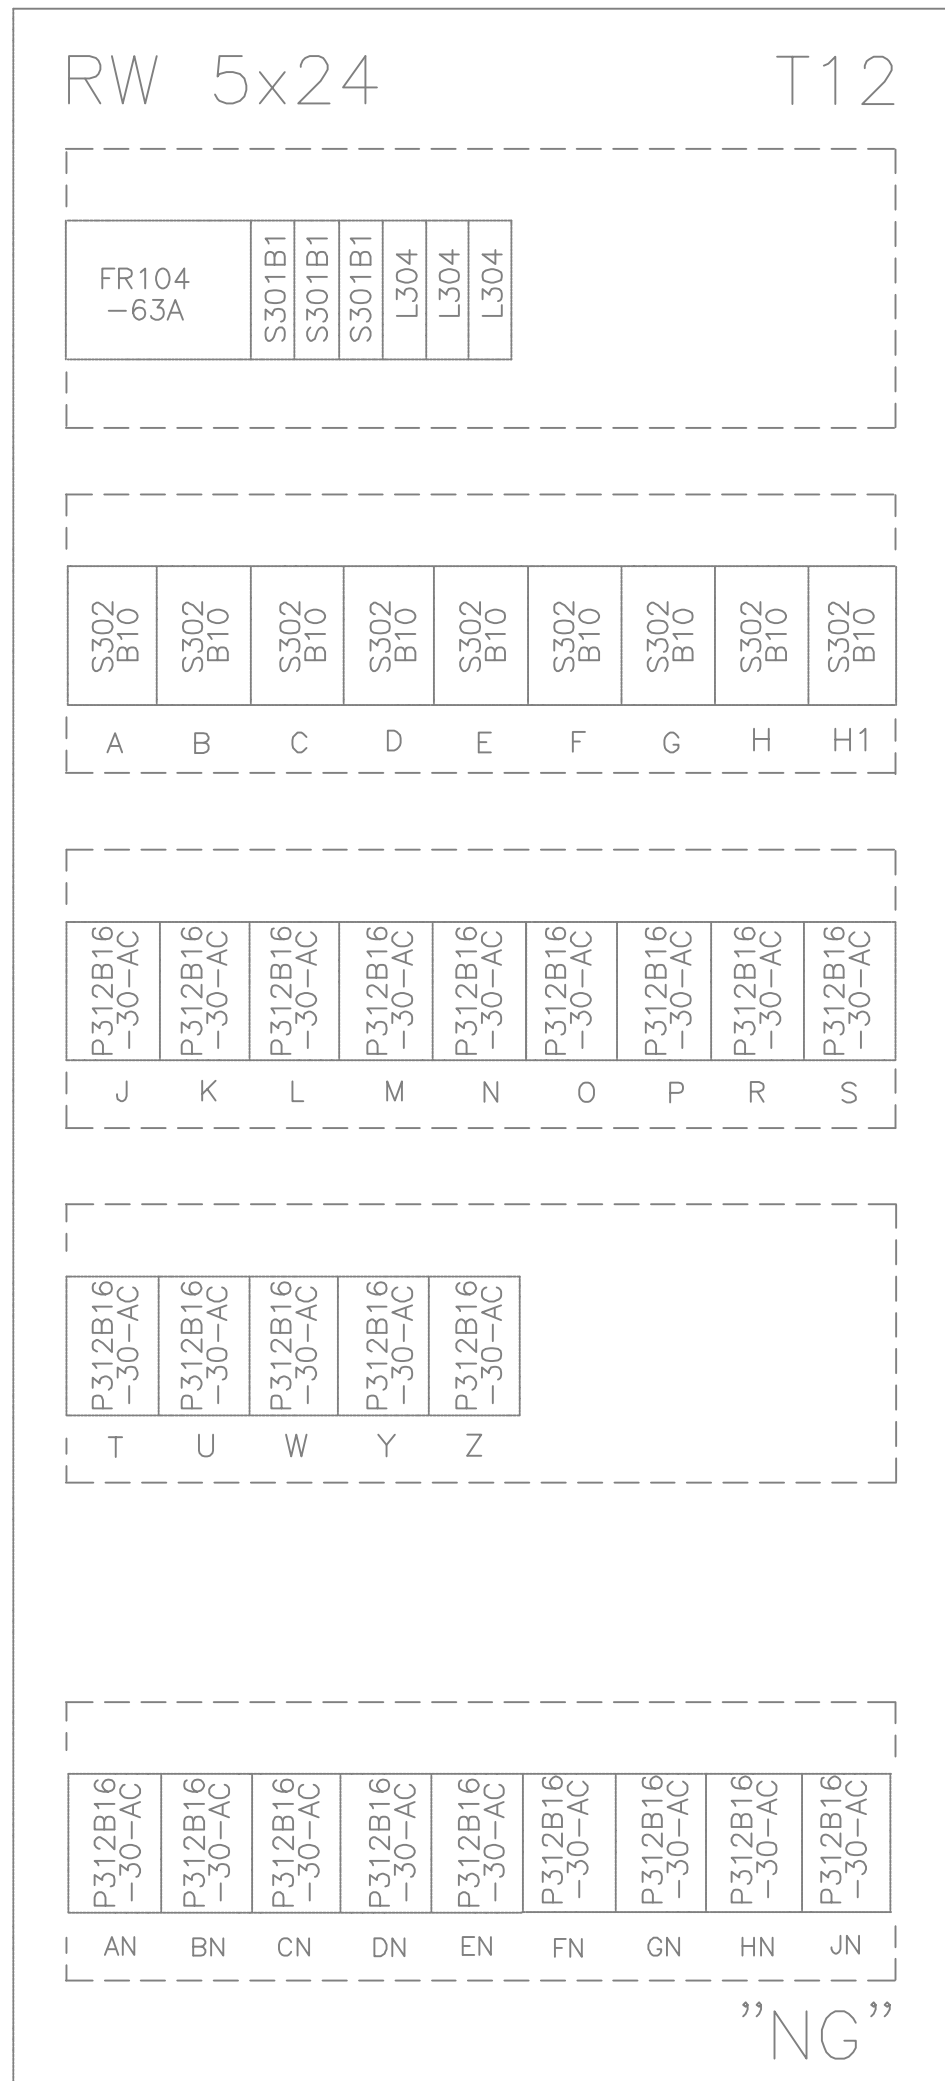 RW 5x24 T12
FR104
-63A
S301B1
S301B1
S301B1
L304
L304
L304
S302
B10
S302
B10
S302
B10
S302
B10
S302
B10
S302
B10
S302
B10
S302
B10
S302
B10
A B C D E F G H H1
P312B16
-30-AC
P312B16
-30-AC
P312B16
-30-AC
P312B16
-30-AC
P312B16
-30-AC
P312B16
-30-AC
P312B16
-30-AC
P312B16
-30-AC
P312B16
-30-AC
J K L M N O P R S
P312B16
-30-AC
P312B16
-30-AC
P312B16
-30-AC
P312B16
-30-AC
P312B16
-30-AC
T U W Y Z
P312B16
-30-AC
P312B16
-30-AC
P312B16
-30-AC
P312B16
-30-AC
P312B16
-30-AC
P312B16
-30-AC
P312B16
-30-AC
P312B16
-30-AC
P312B16
-30-AC
AN BN CN DN EN FN GN HN JN
"NG"